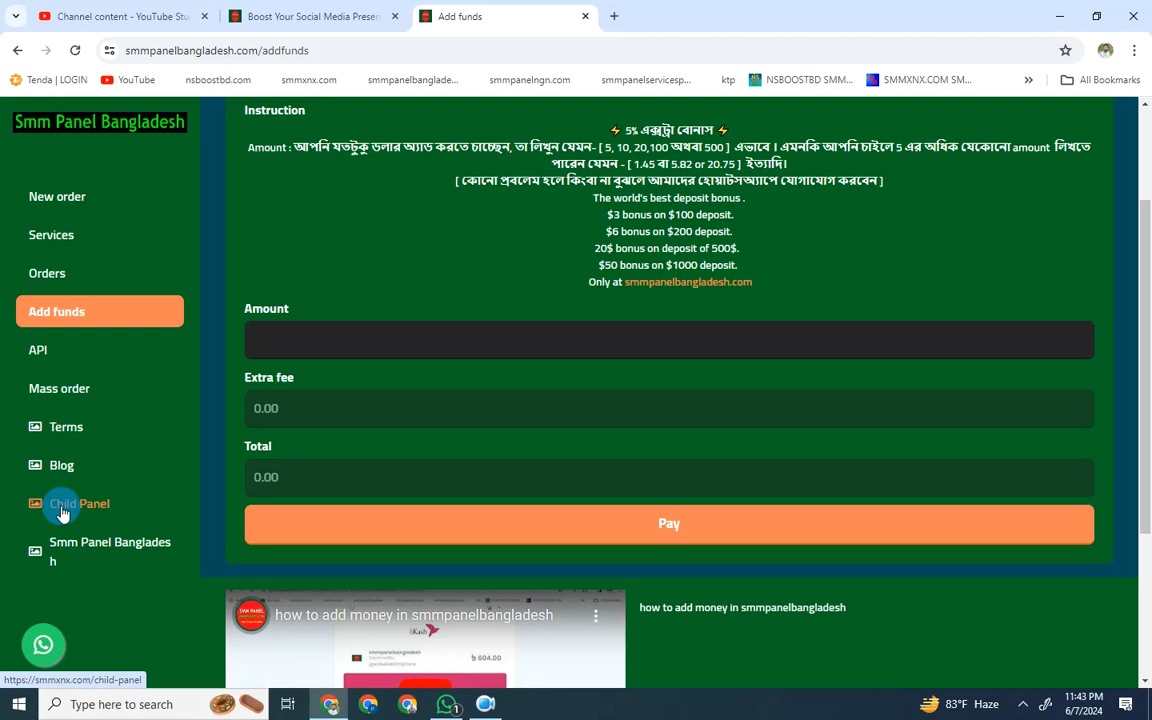 Channel content - YouTube Stu
Boost Your Social Media Presen
Add funds
smmpanelbangladesh.com/addfunds
Tenda | LOGIN
YouTube
nsboostbd.com
smmxnx.com
smmpanelbanglade...
smmpanelngn.com
smmpanelservicesp...
ktp
NSBOOSTBD SMM...
SMMXNX.COM SM...
»
All Bookmarks
Smm Panel Bangladesh
New order
Services
Orders
Add funds
API
Mass order
Terms
Blog
Child Panel
Smm Panel Banglades
h
Instruction
⚡ 5% এক্সট্রা বোনাস ⚡
Amount : আপনি যতটুকু ডলার অ্যাড করতে চাচ্ছেন, তা লিখুন যেমন- [ 5, 10, 20,100 অথবা 500 ] এভাবে । এমনকি আপনি চাইলে 5 এর অধিক যেকোনো amount লিখতে
পারেন যেমন - [ 1.45 বা 5.82 or 20.75 ] ইত্যাদি।
[ কোনো প্রবলেম হলে কিংবা না বুঝলে আমাদের হোয়াটসঅ্যাপে যোগাযোগ করবেন ]
The world's best deposit bonus .
$3 bonus on $100 deposit.
$6 bonus on $200 deposit.
20$ bonus on deposit of 500$.
$50 bonus on $1000 deposit.
Only at smmpanelbangladesh.com
Amount
Extra fee
0.00
Total
0.00
Pay
how to add money in smmpanelbangladesh
bKash
smmpanelbangladesh
৳ 604.00
how to add money in smmpanelbangladesh
https://smmxnx.com/child-panel
Type here to search
1
83°F Haze
11:43 PM
6/7/2024